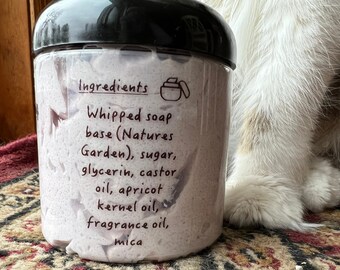 Ingredients
Whipped soap
base (Natures
Garden), sugar,
glycerin, castor
oil, apricot
kernel oil,
fragrance oil,
mica